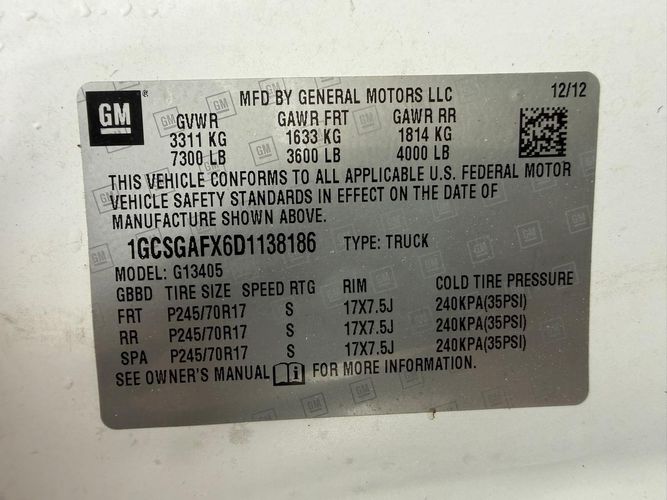 GM
MFD BY GENERAL MOTORS LLC 12/12
GVWR GAWR FRT GAWR RR
3311 KG 1633 KG 1814 KG
7300 LB 3600 LB 4000 LB
THIS VEHICLE CONFORMS TO ALL APPLICABLE U.S. FEDERAL MOTOR
VEHICLE SAFETY STANDARDS IN EFFECT ON THE DATE OF
MANUFACTURE SHOWN ABOVE.
1GCSGAFX6D1138186 TYPE: TRUCK
MODEL: G13405
GBBD TIRE SIZE SPEED RTG RIM COLD TIRE PRESSURE
FRT P245/70R17 S 17X7.5J 240KPA(35PSI)
RR P245/70R17 S 17X7.5J 240KPA(35PSI)
SPA P245/70R17 S 17X7.5J 240KPA(35PSI)
SEE OWNER'S MANUAL FOR MORE INFORMATION.